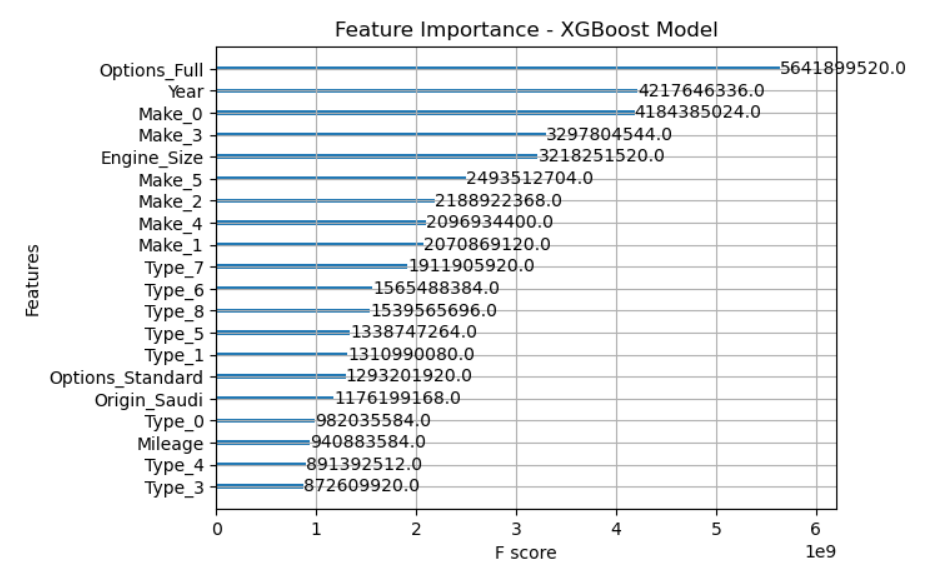 Feature Importance - XGBoost Model
Features
Options_Full 5641899520.0
Year 4217646336.0
Make_0 4184385024.0
Make_3 3297804544.0
Engine_Size 3218251520.0
Make_5 2493512704.0
Make_2 2188922368.0
Make_4 2096934400.0
Make_1 2070869120.0
Type_7 1911905920.0
Type_6 1565488384.0
Type_8 1539565696.0
Type_5 1338747264.0
Type_1 1310990080.0
Options_Standard 1293201920.0
Origin_Saudi 1176199168.0
Type_0 982035584.0
Mileage 940883584.0
Type_4 891392512.0
Type_3 872609920.0
0 1 2 3 4 5 6
F score 1e9